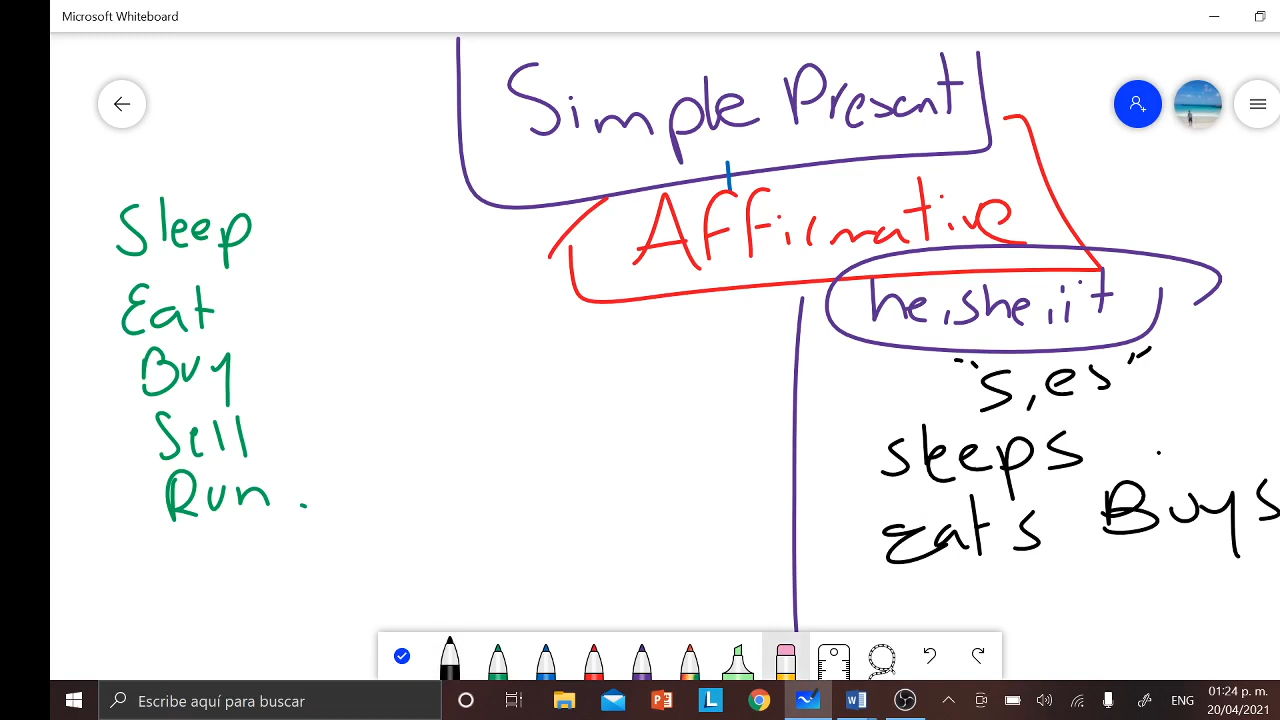 Microsoft Whiteboard
Simple Present
Affirmative
he, she, it
"s, es"
sleeps
eats Buys
Sleep
Eat
Buy
Sell
Run.
Escribe aquí para buscar
ENG
01:24 p. m.
20/04/2021